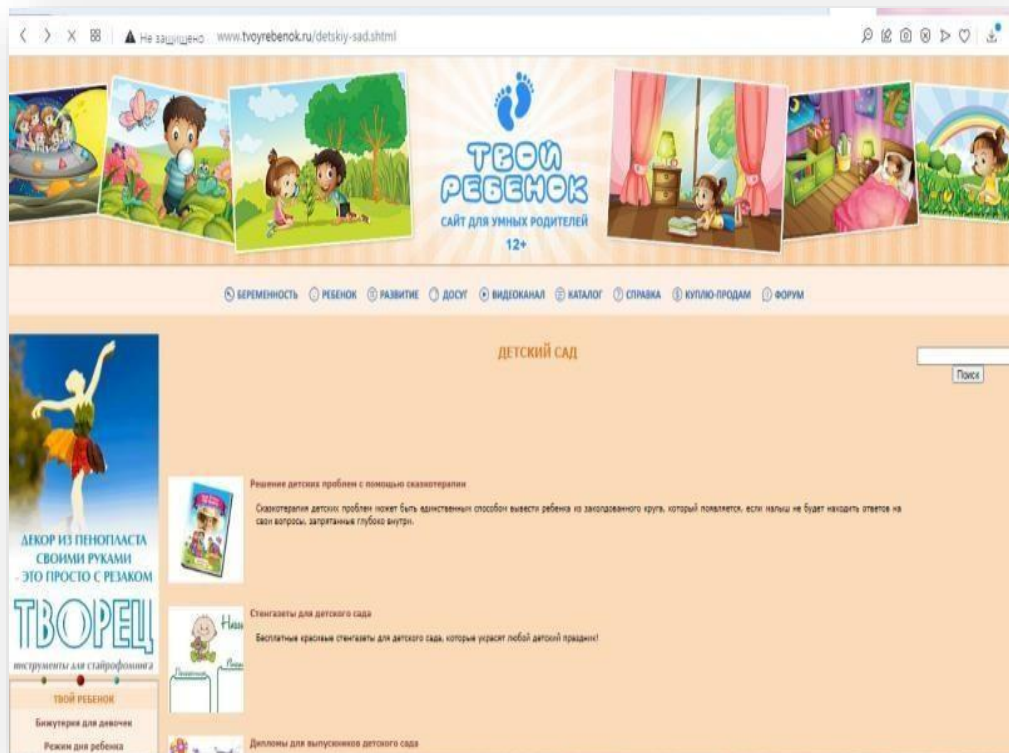 Не защищено www.tvoyrebenok.ru/detskiy-sad.shtml
ТВОЙ
РЕБЕНОК
САЙТ ДЛЯ УМНЫХ РОДИТЕЛЕЙ
12+
БЕРЕМЕННОСТЬ РЕБЕНОК РАЗВИТИЕ ДОСУГ ВИДЕОКАНАЛ КАТАЛОГ СПРАВКА КУПЛЮ-ПРОДАМ ФОРУМ
ДЕТСКИЙ САД
Поиск
ДЕКОР ИЗ ПЕНОПЛАСТА
СВОИМИ РУКАМИ
- ЭТО ПРОСТО С РЕЗАКОМ
ТВОРЕЦ
инструменты для стайрофоминга
ТВОЙ РЕБЕНОК
Бижутерия для девочек
Режим дня ребенка
Решение детских проблем с помощью сказкотерапии
Сказкотерапия детских проблем может быть единственным способом вывести ребенка из заколдованного круга, который появляется, если малыш не будет находить ответов на
свои вопросы, запрятанные глубоко внутри.
Стенгазеты для детского сада
Бесплатные красивые стенгазеты для детского сада, которые украсят любой детский праздник!
Дипломы для выпускников детского сада